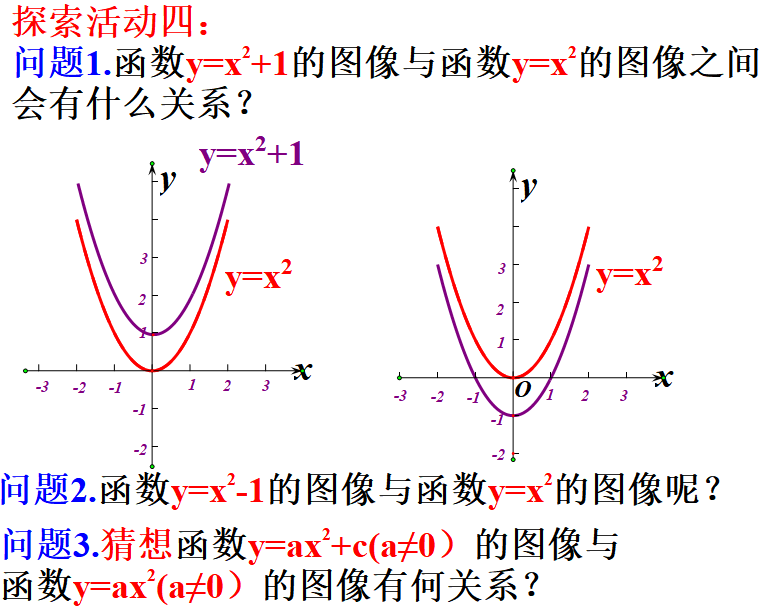 探索活动四：
问题1.函数y=x²+1的图像与函数y=x²的图像之间
会有什么关系？
y=x²+1
y
y
3
y=x²
3
y=x²
2
2
1
1
x
x
-3 -2 -1 1 2 3
-3 -2 -1 O 1 2 3
-1
-1
-2
-2
问题2.函数y=x²-1的图像与函数y=x²的图像呢？
问题3.猜想函数y=ax²+c(a≠0）的图像与
函数y=ax²(a≠0）的图像有何关系？